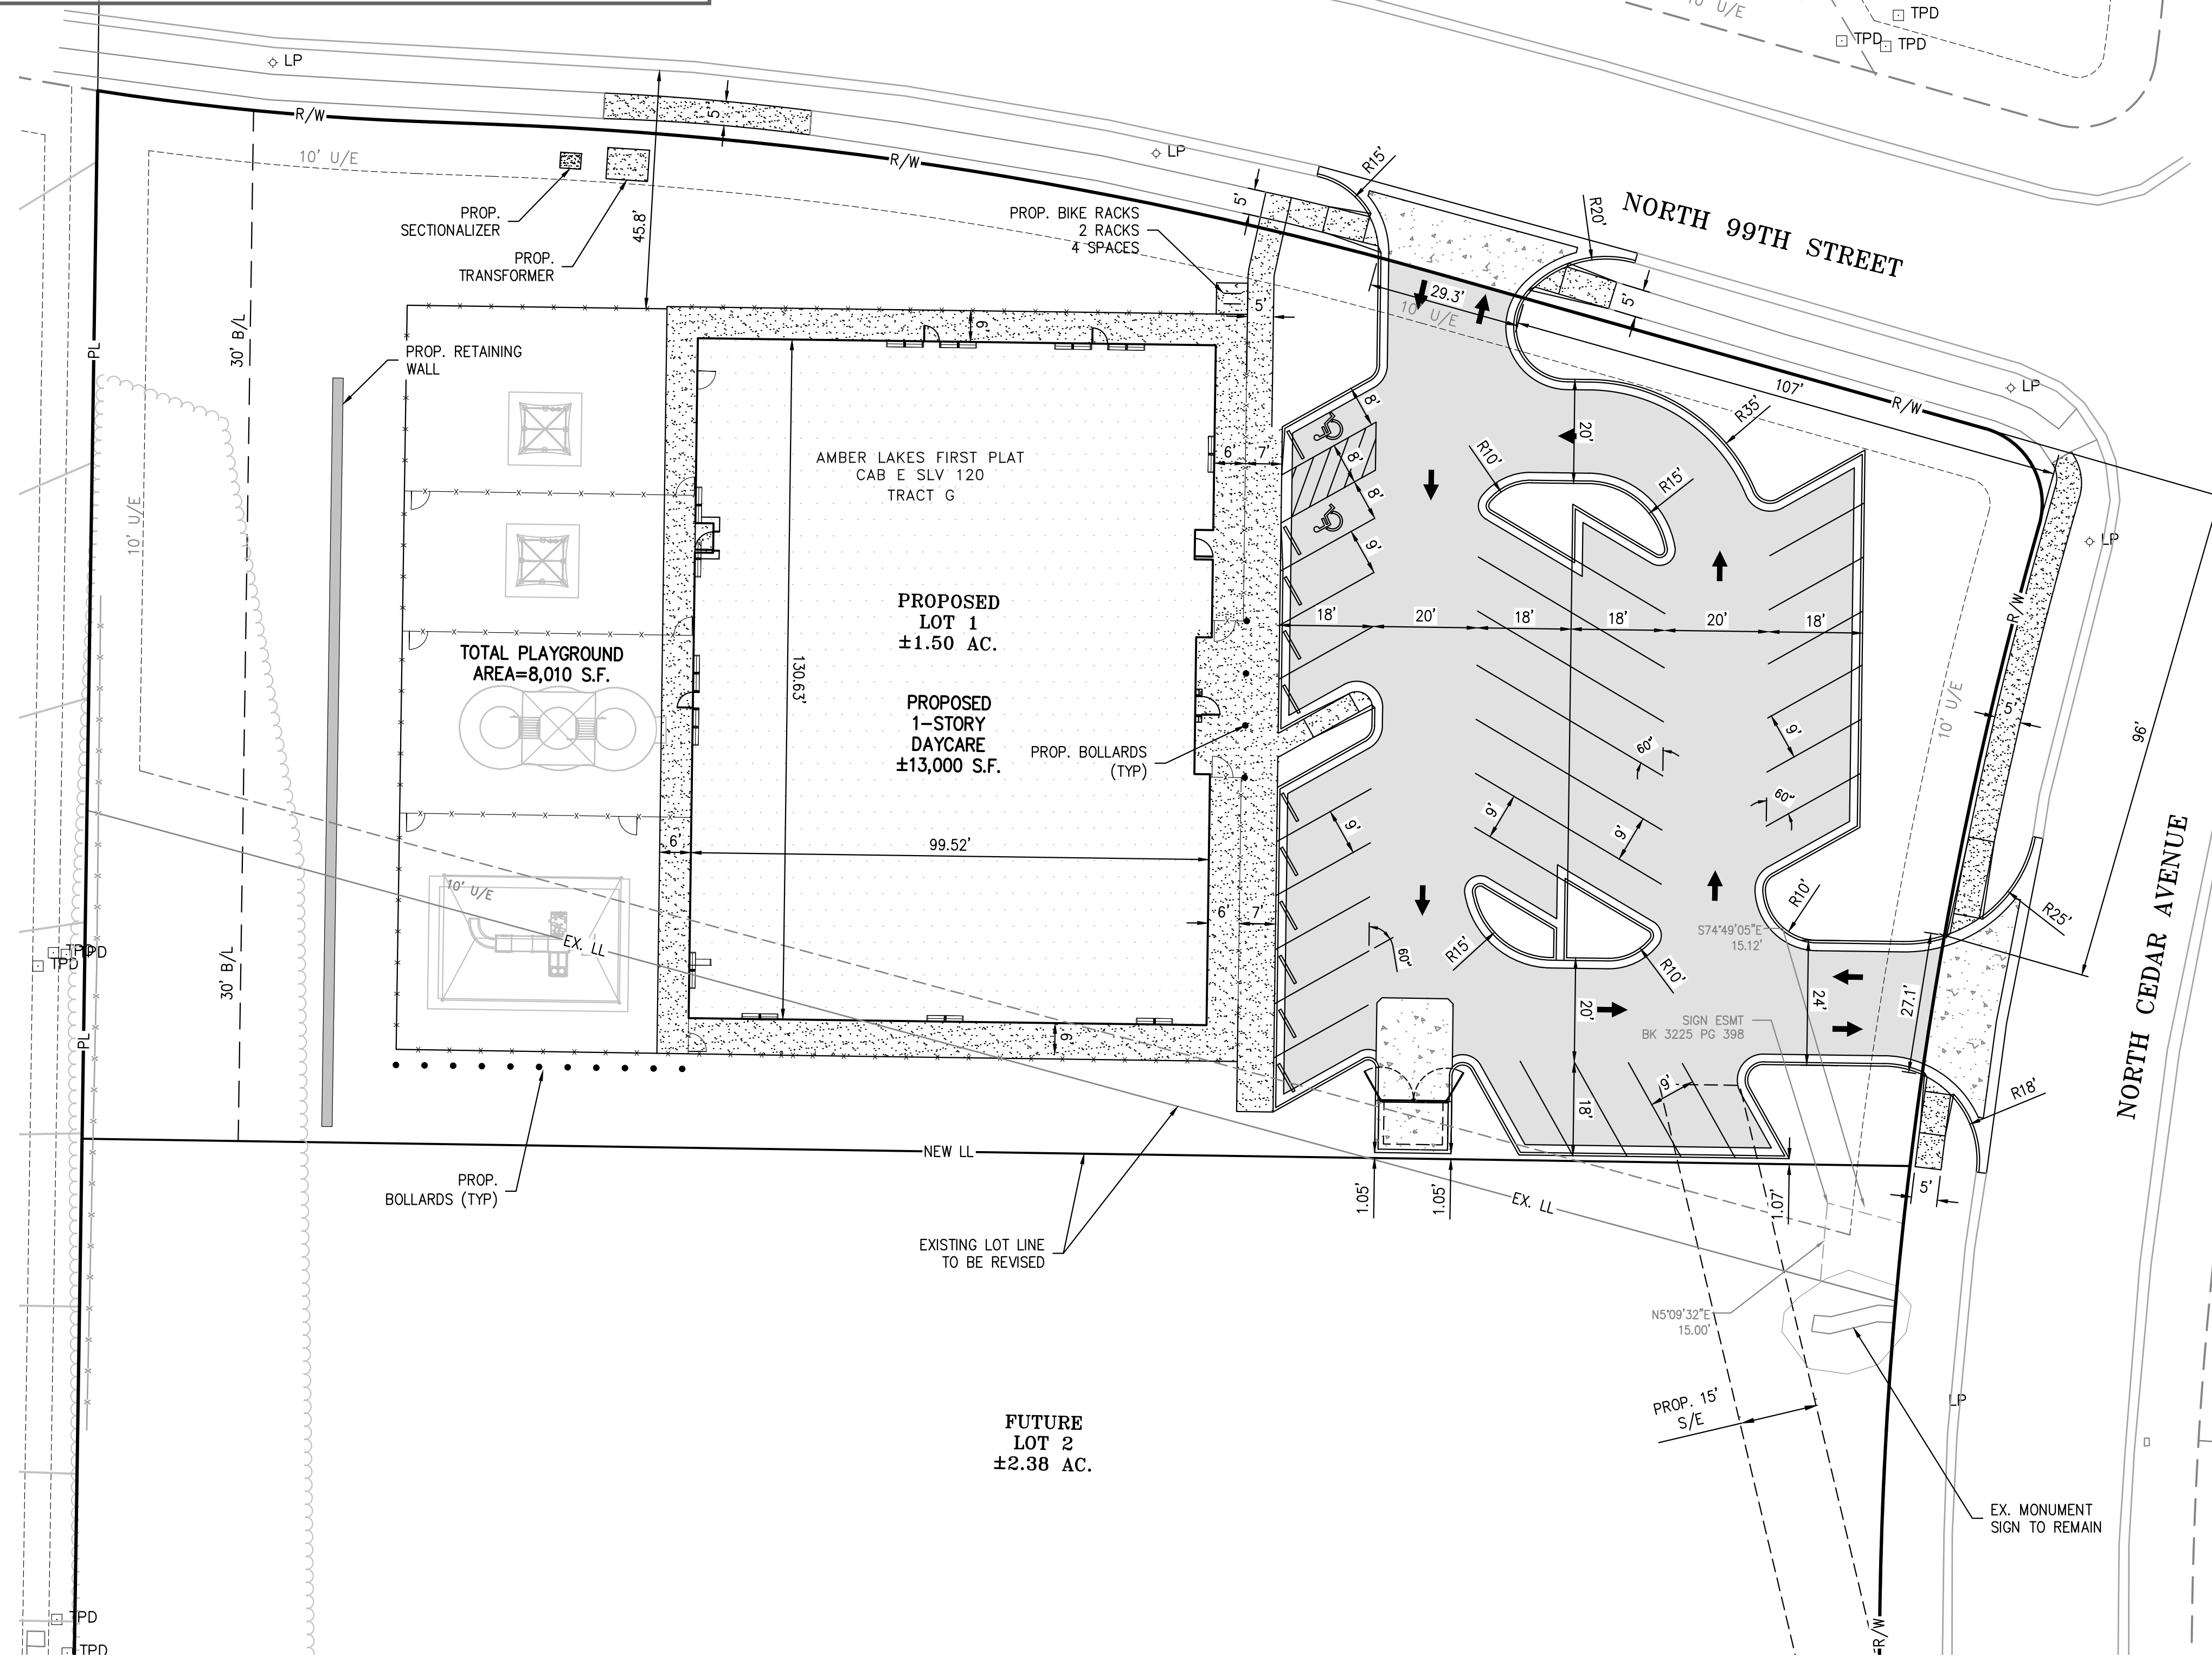 10' U/E
TPD
TPD
TPD
LP
R/W
5'
10' U/E
R/W
LP
R15'
NORTH 99TH STREET
R20'
PROP.
SECTIONALIZER
PROP.
TRANSFORMER
45.8'
PROP. BIKE RACKS
2 RACKS
4 SPACES
5'
5'
29.3'
10' U/E
5'
30' B/L
PL
PROP. RETAINING
WALL
6'
107'
R/W
LP
R35'
8'
8'
8'
9'
20'
R10'
R15'
AMBER LAKES FIRST PLAT
CAB E SLV 120
TRACT G
6'
7'
10' U/E
LP
PROPOSED
LOT 1
±1.50 AC.
18'
20'
18'
18'
20'
18'
R/W
TOTAL PLAYGROUND
AREA=8,010 S.F.
130.63'
PROPOSED
1-STORY
DAYCARE
±13,000 S.F.
PROP. BOLLARDS
(TYP)
60°
9'
60°
10' U/E
5'
96'
6'
99.52'
9'
9'
9'
10' U/E
EX. LL
6'
7'
R10'
R25'
S74°49'05"E
15.12'
60°
R15'
R10'
TPD
TPD
TPD
30' B/L
PL
20'
24'
27.1'
SIGN ESMT
BK 3225 PG 398
NORTH CEDAR AVENUE
6'
9'
18'
R18'
NEW LL
PROP.
BOLLARDS (TYP)
1.05'
1.05'
1.07'
5'
EX. LL
EXISTING LOT LINE
TO BE REVISED
N5°09'32"E
15.00'
PROP. 15'
S/E
LP
FUTURE
LOT 2
±2.38 AC.
EX. MONUMENT
SIGN TO REMAIN
TPD
TPD
R/W